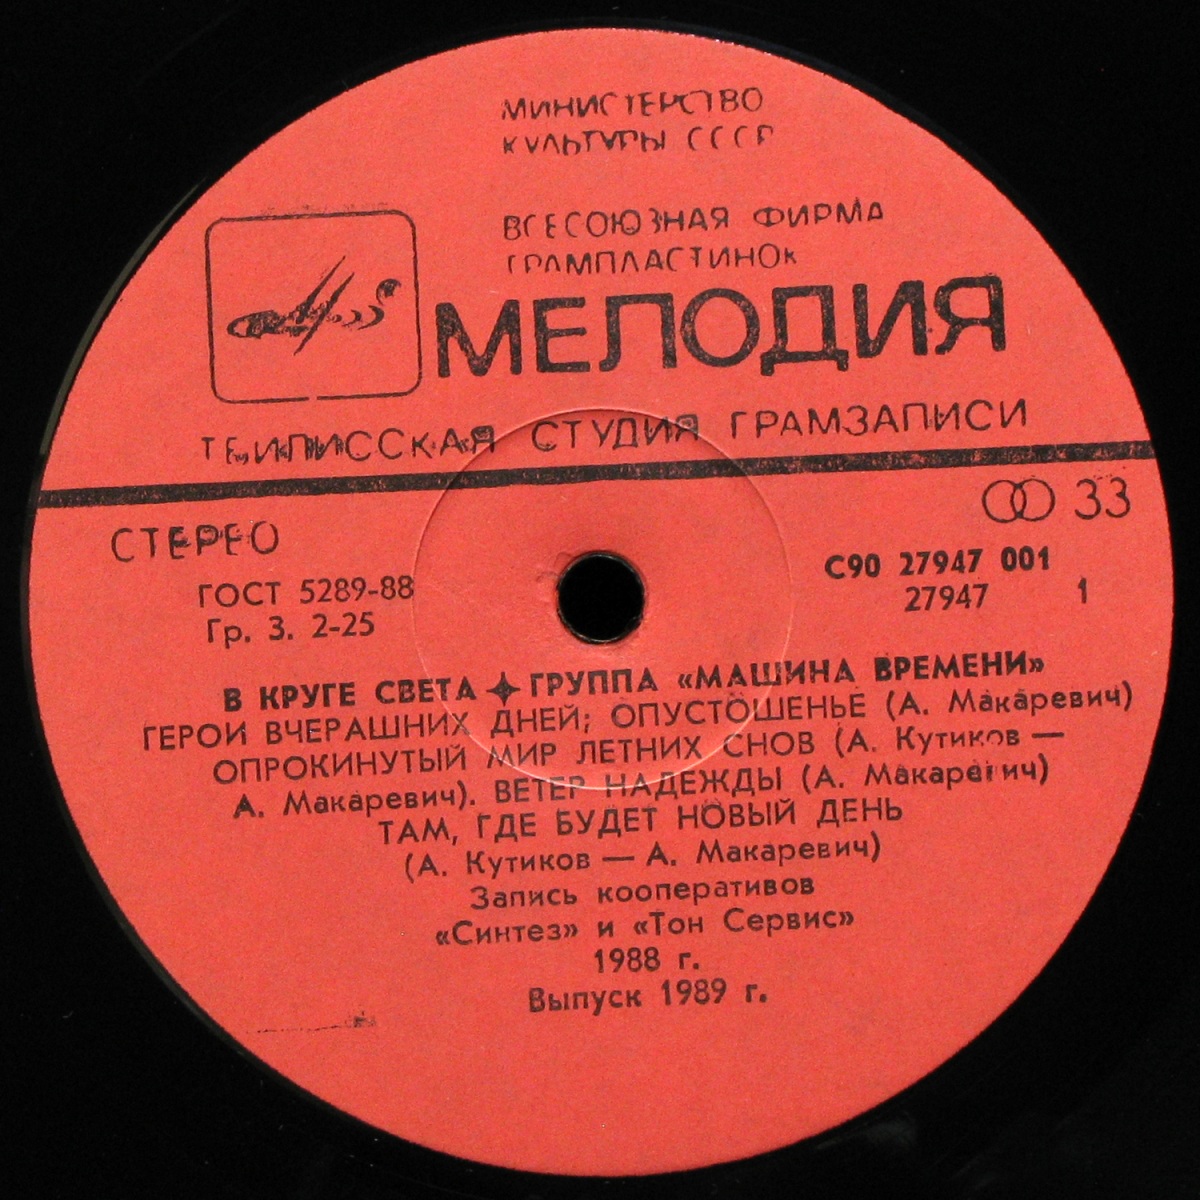 МИНИСТЕРСТВО
КУЛЬТУРЫ СССР
ВСЕСОЮЗНАЯ ФИРМА
ГРАМПЛАСТИНОК
МЕЛОДИЯ
ТБИЛИССКАЯ СТУДИЯ ГРАМЗАПИСИ
33
СТЕРЕО
ГОСТ 5289-88
Гр. 3. 2-25
С90 27947 001
27947 1
В КРУГЕ СВЕТА ✦ ГРУППА «МАШИНА ВРЕМЕНИ»
ГЕРОИ ВЧЕРАШНИХ ДНЕЙ; ОПУСТОШЕНЬЕ (А. Макаревич)
ОПРОКИНУТЫЙ МИР ЛЕТНИХ СНОВ (А. Кутиков —
А. Макаревич). ВЕТЕР НАДЕЖДЫ (А. Макаревич)
ТАМ, ГДЕ БУДЕТ НОВЫЙ ДЕНЬ
(А. Кутиков — А. Макаревич)
Запись кооперативов
«Синтез» и «Тон Сервис»
1988 г.
Выпуск 1989 г.